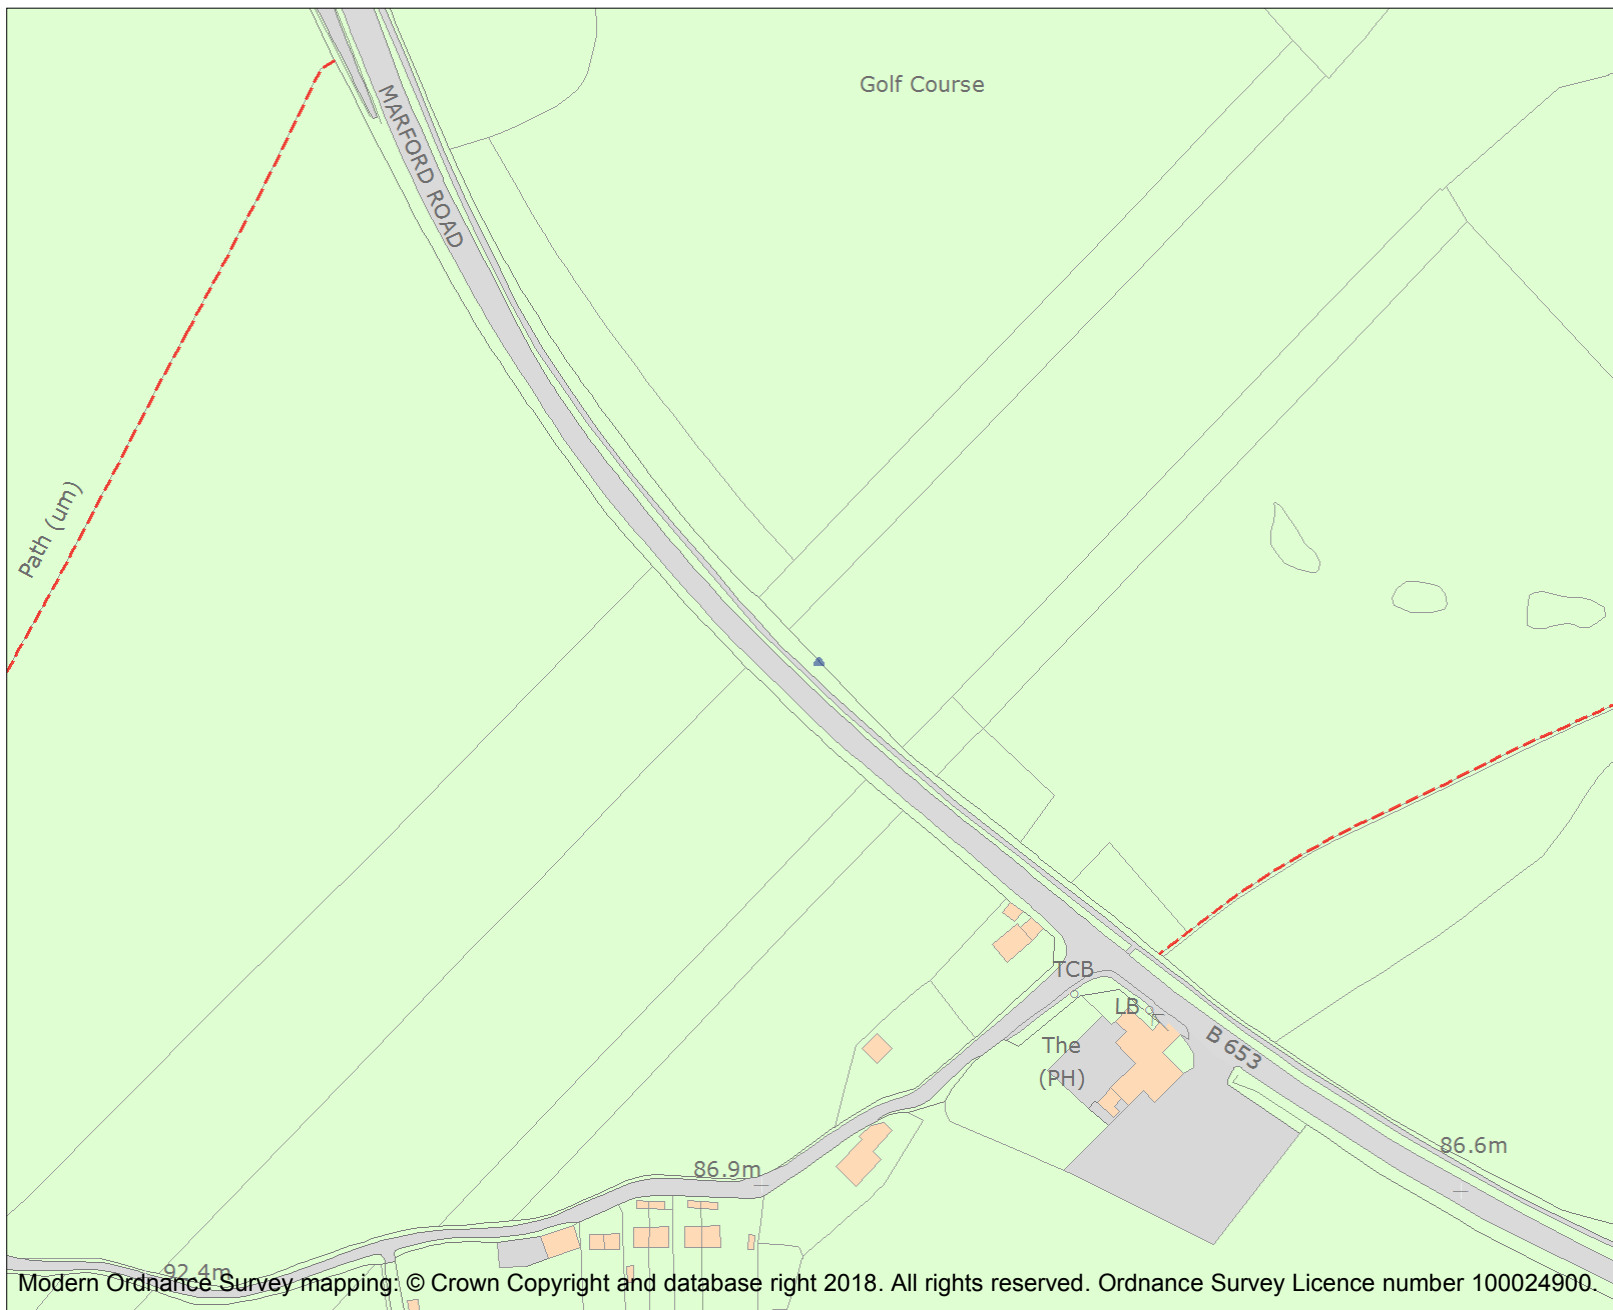 Golf Course
MARFORD ROAD
Path (um)
TCB
LB
The
(PH)
B 653
86.6m
86.9m
92.4m
Modern Ordnance Survey mapping: © Crown Copyright and database right 2018. All rights reserved. Ordnance Survey Licence number 100024900.